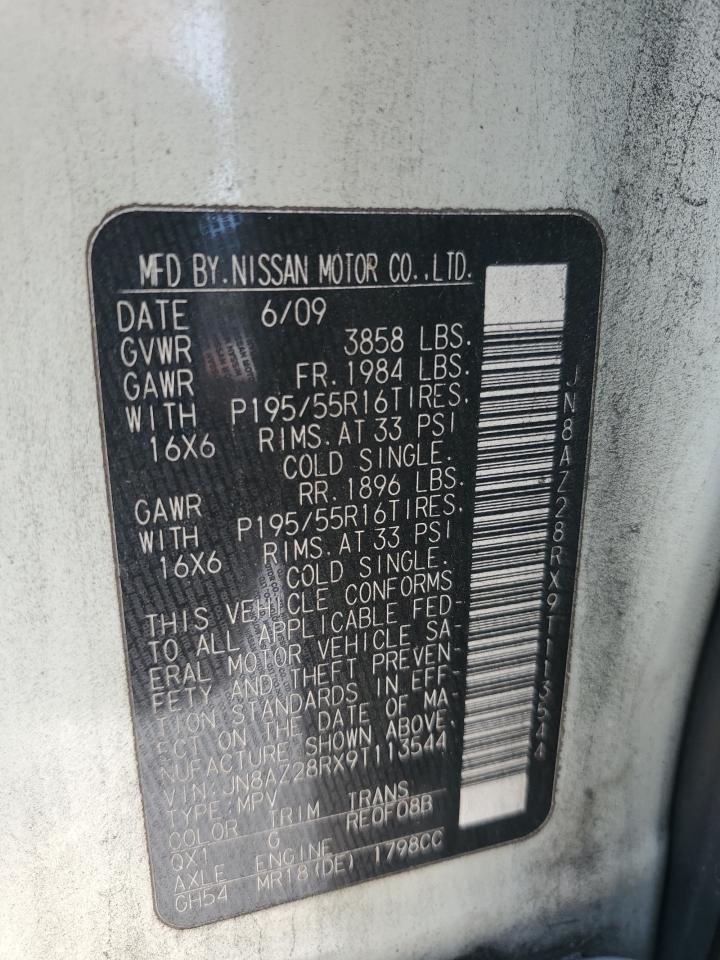 MFD BY.NISSAN MOTOR CO.,LTD.
DATE 6/09
GVWR 3858 LBS.
GAWR FR. 1984 LBS.
WITH P195/55R16TIRES.
16X6 RIMS. AT 33 PSI
COLD SINGLE.
GAWR RR. 1896 LBS.
WITH P195/55R16TIRES.
16X6 RIMS. AT 33 PSI
COLD SINGLE.
THIS VEHICLE CONFORMS
TO ALL APPLICABLE FED-
ERAL MOTOR VEHICLE SA-
FETY AND THEFT PREVEN-
TION STANDARDS IN EFF-
ECT ON THE DATE OF MA-
NUFACTURE SHOWN ABOVE.
VIN:JN8AZ28RX9T113544
TYPE:MPV
COLOR TRIM TRANS
QX1 G RE0F08B
AXLE ENGINE
GH54 MR18(DE) 1798CC
JN8AZ28RX9T113544